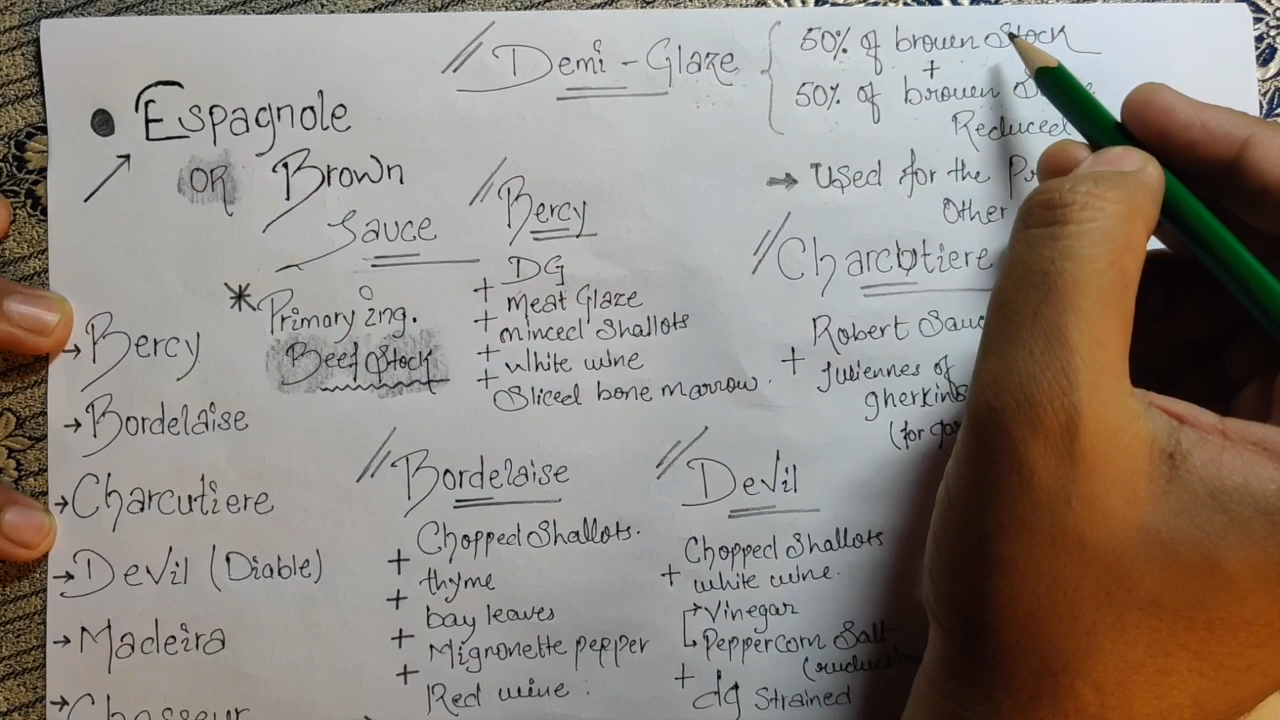 Demi-Glaze
50% of brown Stock
+
50% of brown
Reduced
→ Used for the
Other
Espagnole
OR Brown
Sauce
* Primary ing.
Beef Stock
→ Bercy
→ Bordelaise
→ Charcutiere
→ Devil (Diable)
→ Madeira
→ Chasseur
Bercy
DG
+ Meat Glaze
+ minced Shallots
+ white wine
+ Sliced bone marrow.
Charcutiere
Robert
+ Juliennes of
gherkins
(for
Bordelaise
Chopped Shallots.
+ thyme
+ bay leaves
+ Mignonette pepper
+ Red wine.
Devil
Chopped Shallots
+ white wine.
→ Vinegar
→ Peppercorn Salt
+ dg Strained